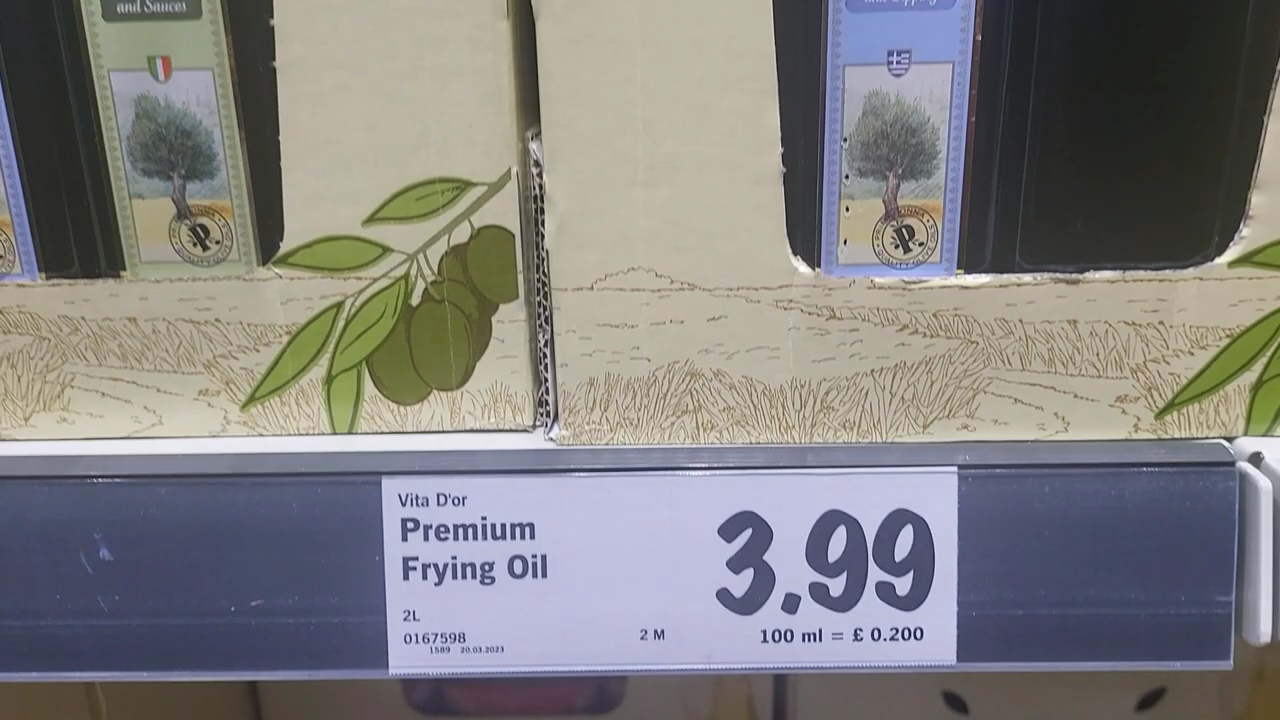 and Sauces
Vita D'or
Premium
Frying Oil
2L
0167598
1589 20.03.2023
2 M
3.99
100 ml = £ 0.200